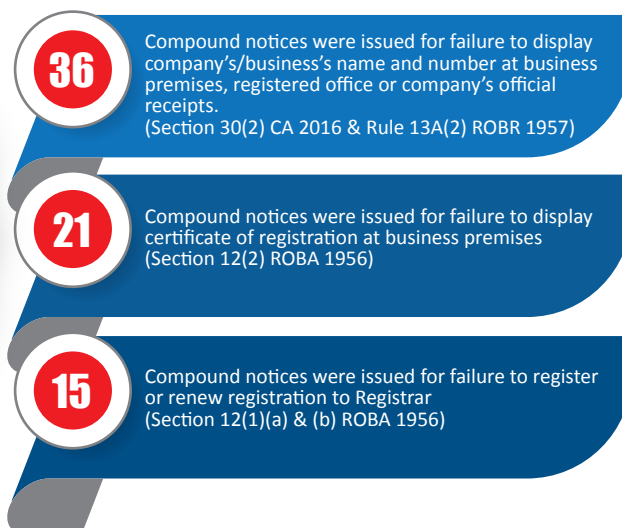 36
Compound notices were issued for failure to display
company's/business's name and number at business
premises, registered office or company's official
receipts.
(Section 30(2) CA 2016 & Rule 13A(2) ROBR 1957)
21
Compound notices were issued for failure to display
certificate of registration at business premises
(Section 12(2) ROBA 1956)
15
Compound notices were issued for failure to register
or renew registration to Registrar
(Section 12(1)(a) & (b) ROBA 1956)